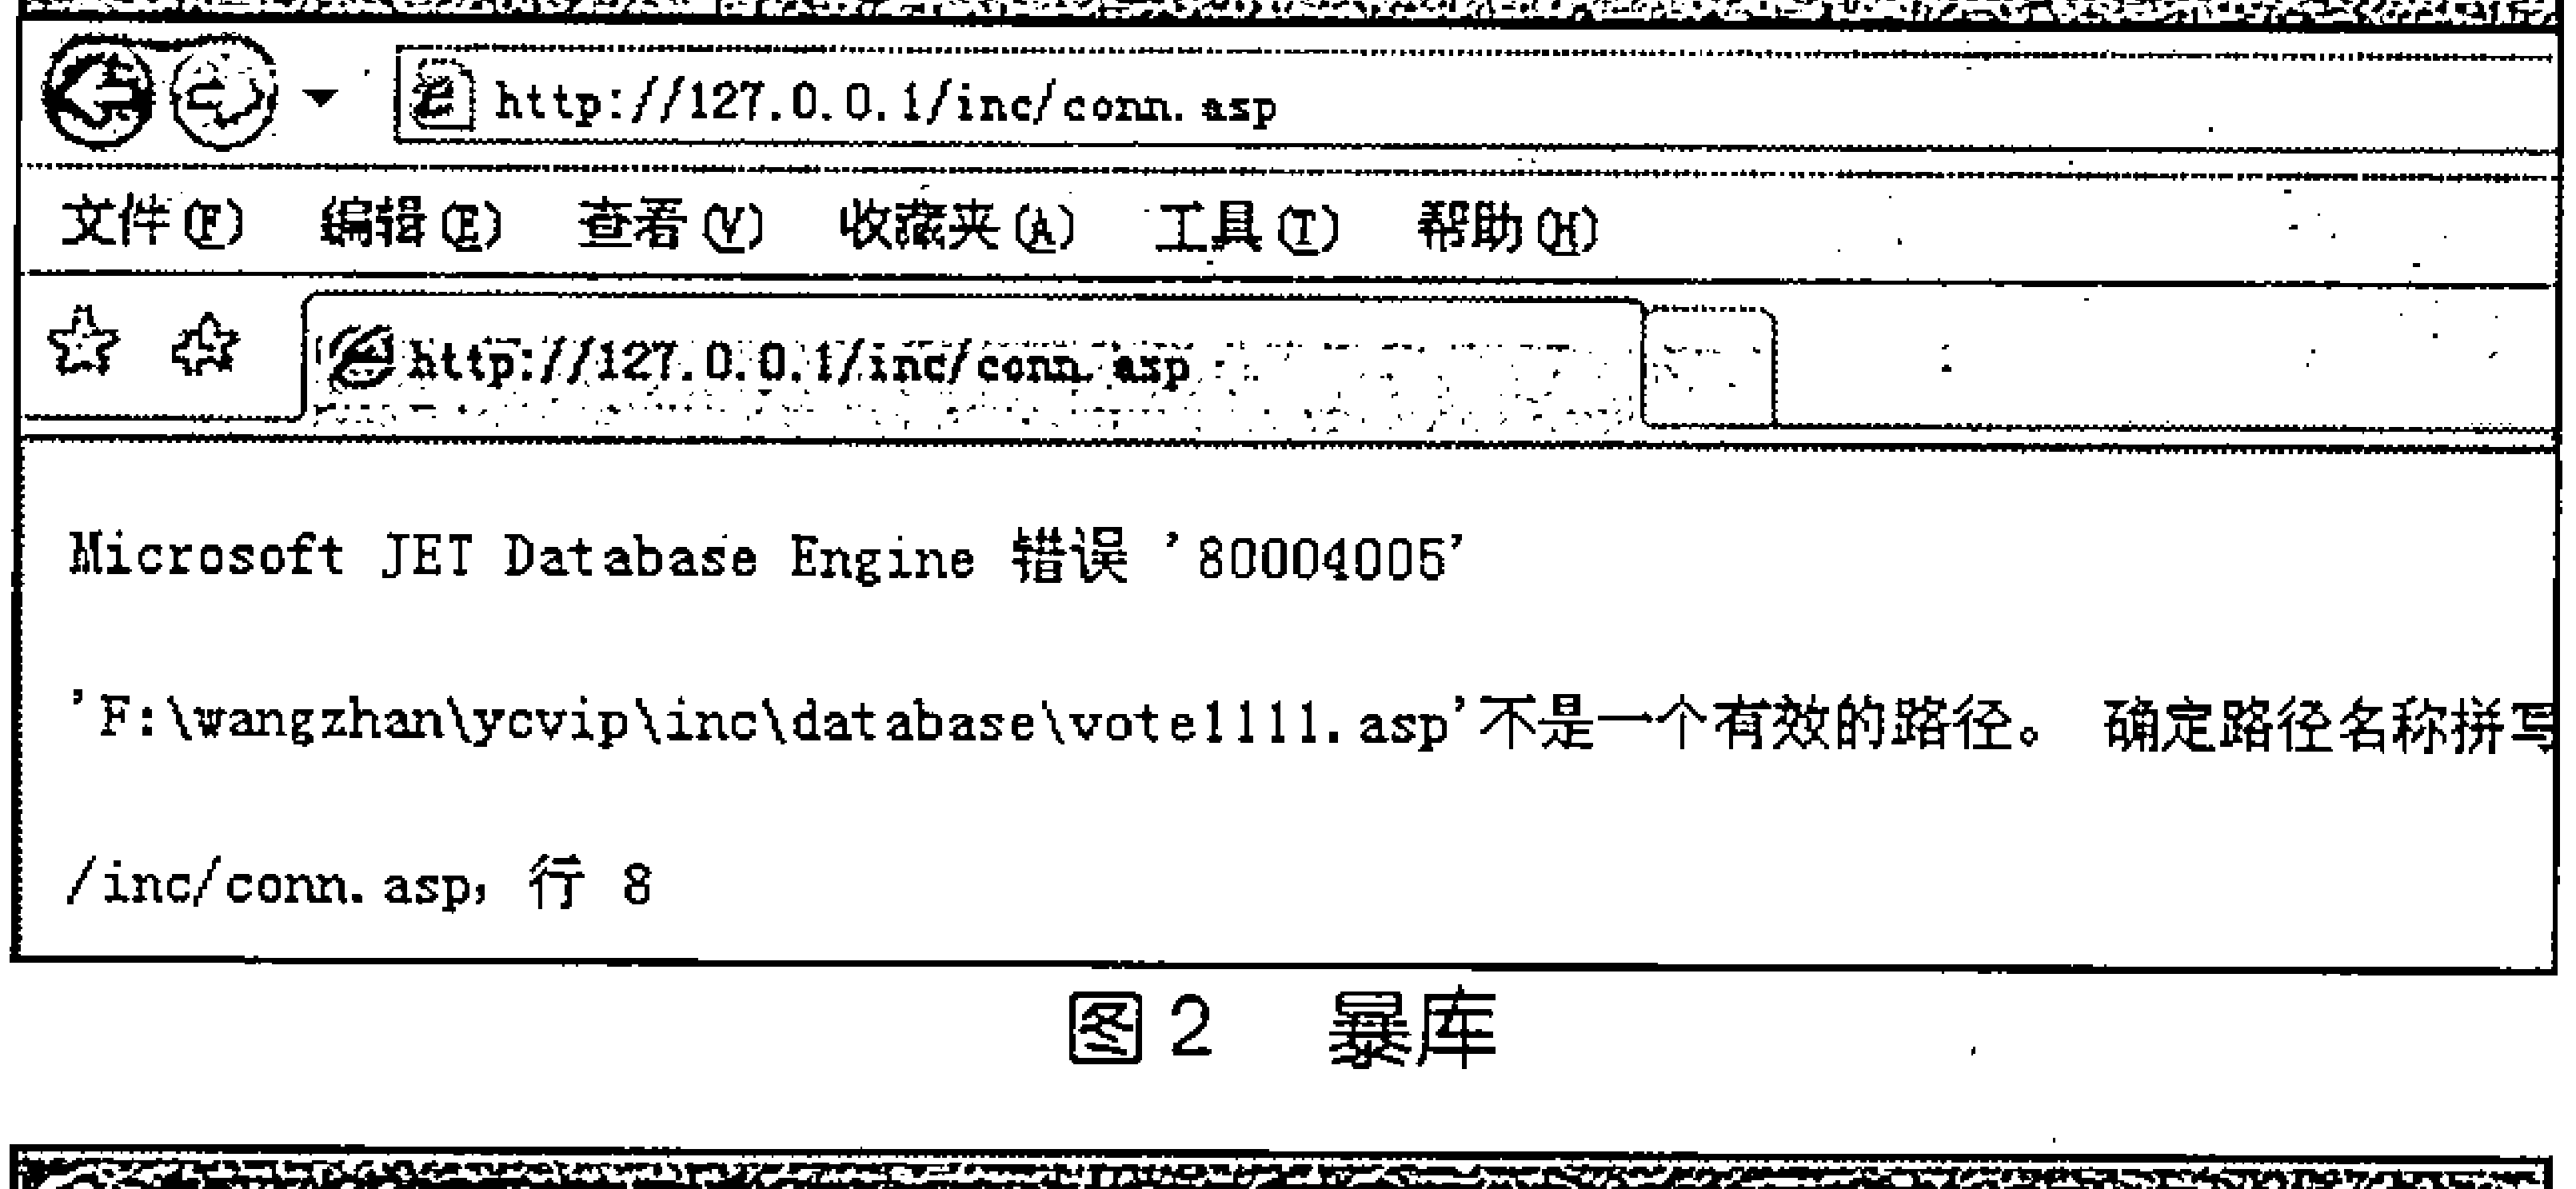 http://127.0.0.1/inc/conn.asp
文件(F) 编辑(E) 查看(V) 收藏夹(A) 工具(T) 帮助(H)
http://127.0.0.1/inc/conn.asp
Microsoft JET Database Engine 错误 '80004005'
'F:\wangzhan\ycvip\inc\database\vote1111.asp'不是一个有效的路径。 确定路径名称拼写
/inc/conn.asp，行 8
图2 暴库